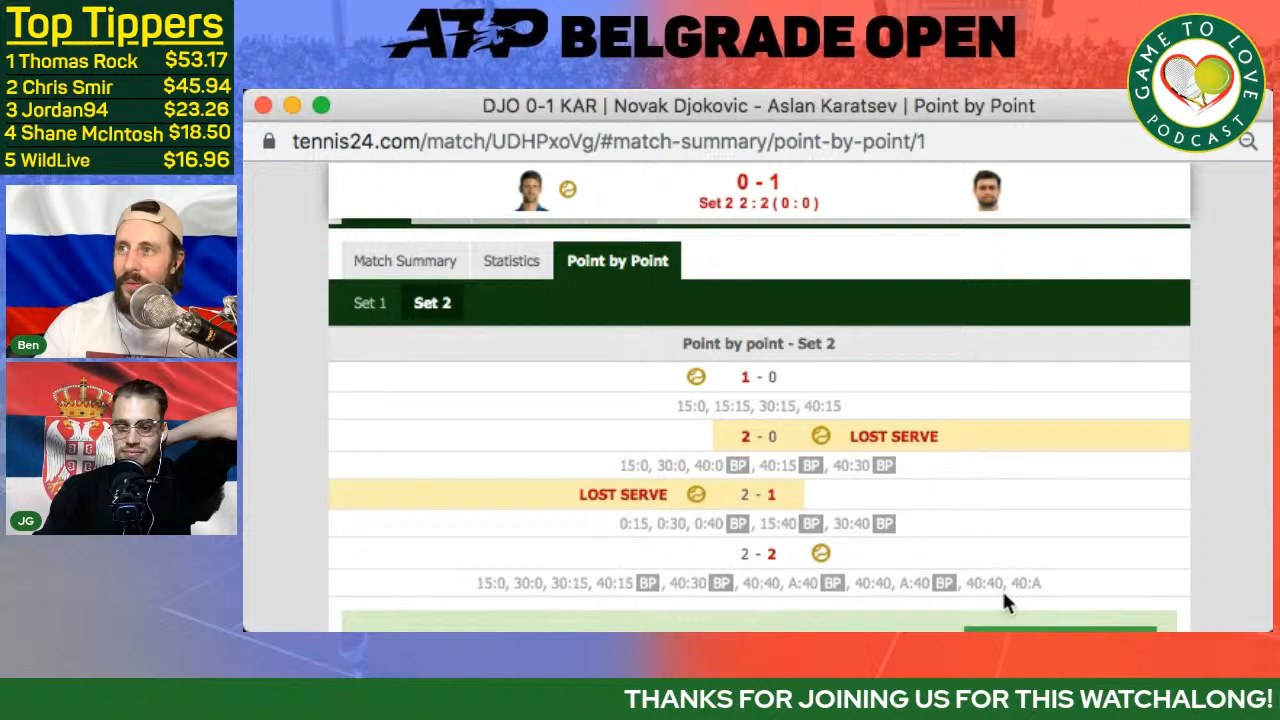 Top Tippers
1 Thomas Rock $53.17
2 Chris Smir $45.94
3 Jordan94 $23.26
4 Shane McIntosh $18.50
5 WildLive $16.96
ATP BELGRADE OPEN
GAME TO LOVE
PODCAST
DJO 0-1 KAR | Novak Djokovic - Aslan Karatsev | Point by Point
tennis24.com/match/UDHPxoVg/#match-summary/point-by-point/1
0 - 1
Set 2 2 : 2 ( 0 : 0 )
Match Summary Statistics Point by Point
Set 1 Set 2
Point by point - Set 2
1 - 0
15:0, 15:15, 30:15, 40:15
2 - 0 LOST SERVE
15:0, 30:0, 40:0 BP, 40:15 BP, 40:30 BP
LOST SERVE 2 - 1
0:15, 0:30, 0:40 BP, 15:40 BP, 30:40 BP
2 - 2
15:0, 30:0, 30:15, 40:15 BP, 40:30 BP, 40:40, A:40 BP, 40:40, A:40 BP, 40:40, 40:A
Ben
JG
THANKS FOR JOINING US FOR THIS WATCHALONG!